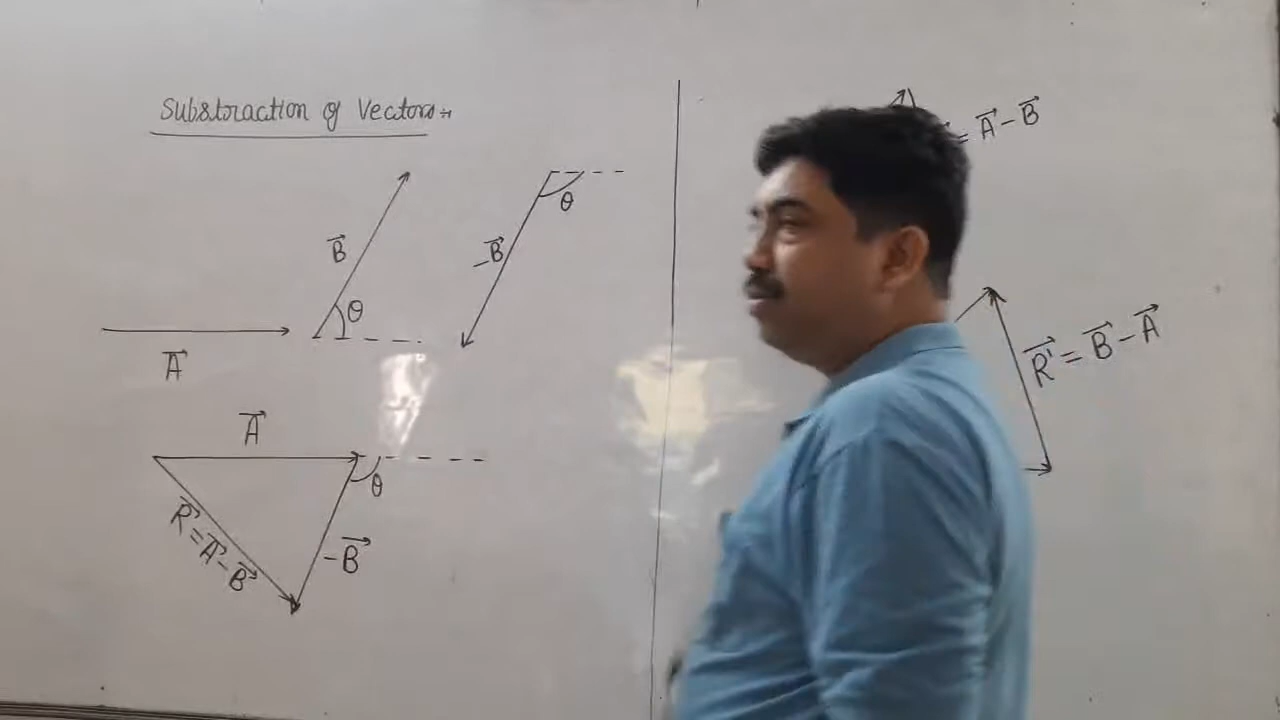 Substraction of Vectors:-
B⃗
θ
-B⃗
θ
A⃗
A⃗
θ
R⃗ = A⃗ - B⃗
-B⃗
= A⃗ - B⃗
R⃗' = B⃗ - A⃗